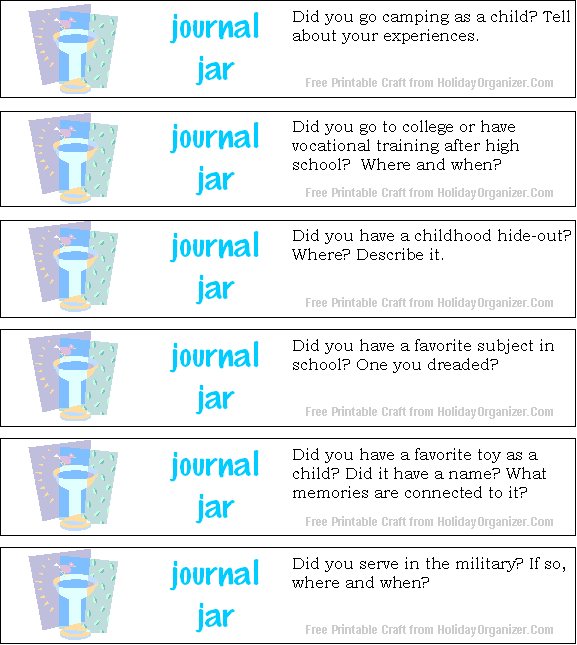 journal
jar
Did you go camping as a child? Tell
about your experiences.
Free Printable Craft from HolidayOrganizer.Com
journal
jar
Did you go to college or have
vocational training after high
school?  Where and when?
Free Printable Craft from HolidayOrganizer.Com
journal
jar
Did you have a childhood hide-out?
Where? Describe it.
Free Printable Craft from HolidayOrganizer.Com
journal
jar
Did you have a favorite subject in
school? One you dreaded?
Free Printable Craft from HolidayOrganizer.Com
journal
jar
Did you have a favorite toy as a
child? Did it have a name? What
memories are connected to it?
Free Printable Craft from HolidayOrganizer.Com
journal
jar
Did you serve in the military? If so,
where and when?
Free Printable Craft from HolidayOrganizer.Com